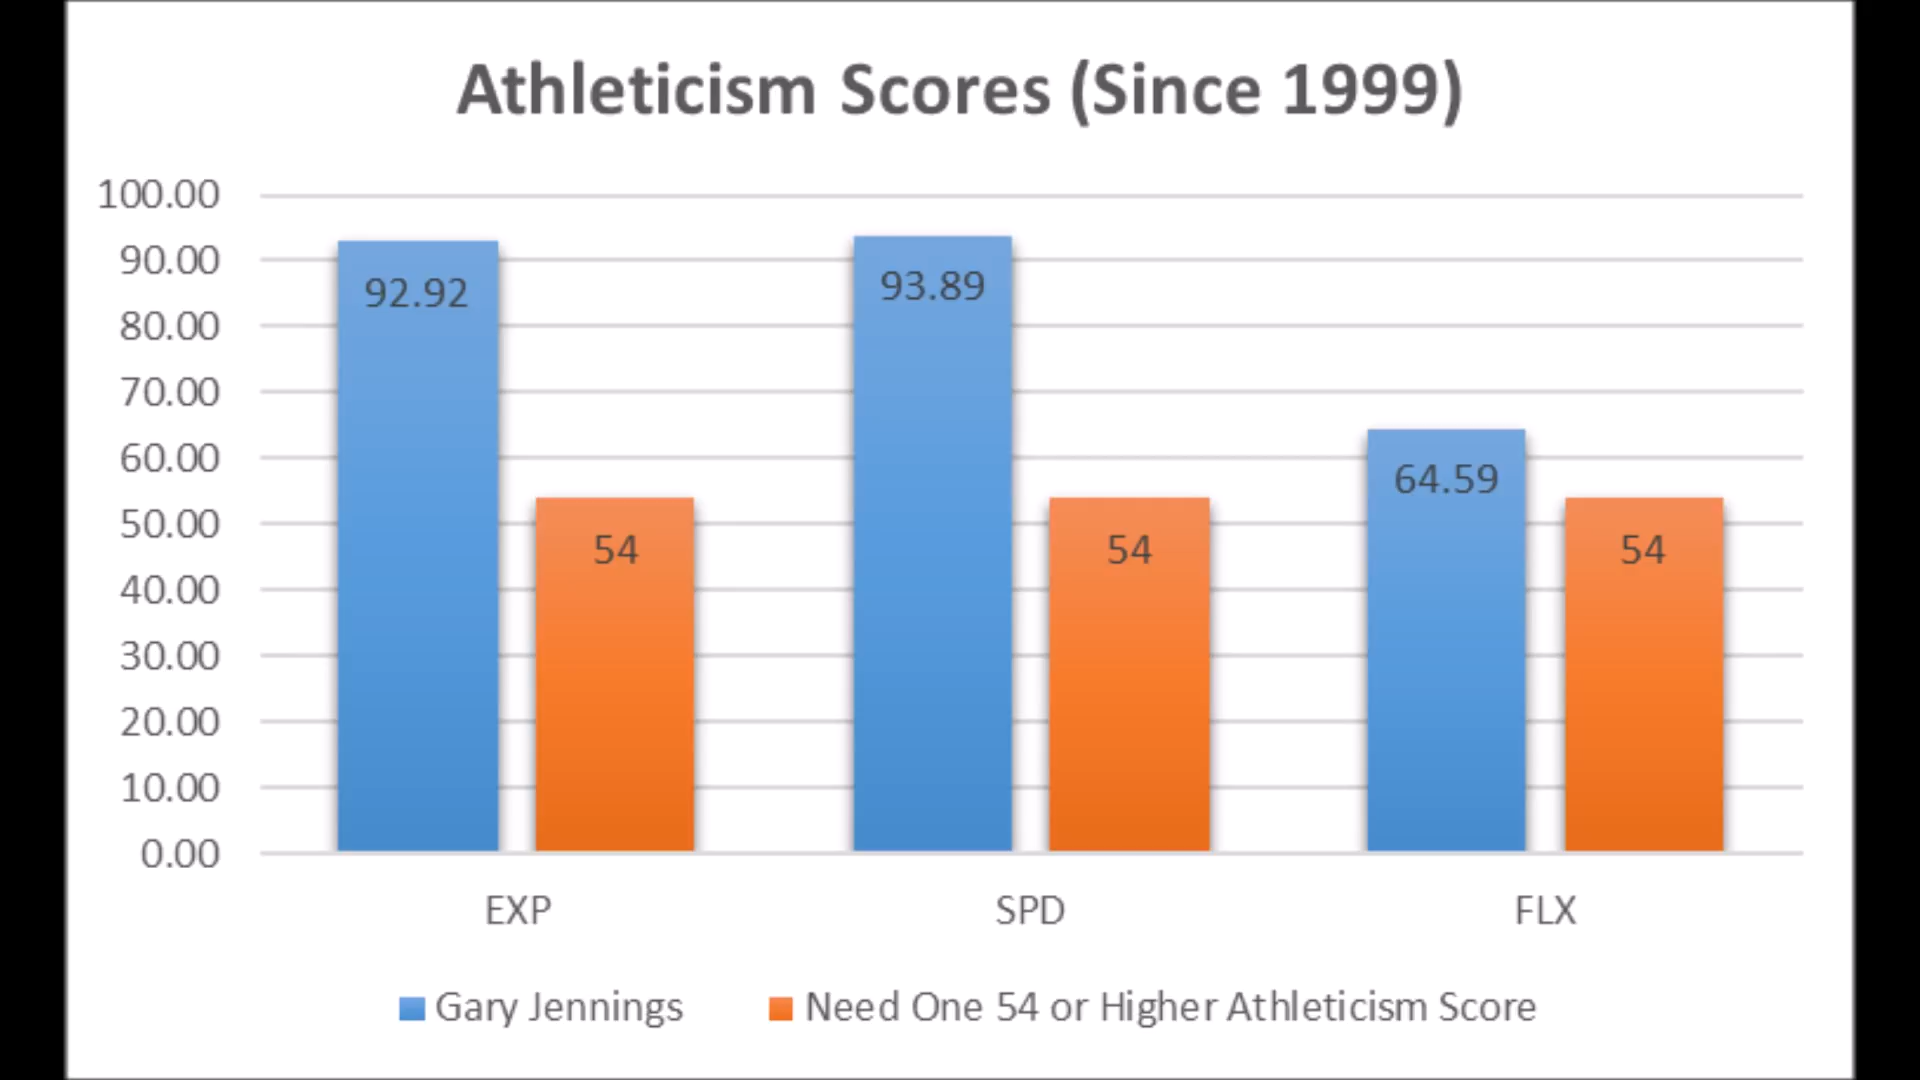 Athleticism Scores (Since 1999)
100.00
90.00
80.00
70.00
60.00
50.00
40.00
30.00
20.00
10.00
0.00
92.92
54
93.89
54
64.59
54
EXP
SPD
FLX
Gary Jennings
Need One 54 or Higher Athleticism Score